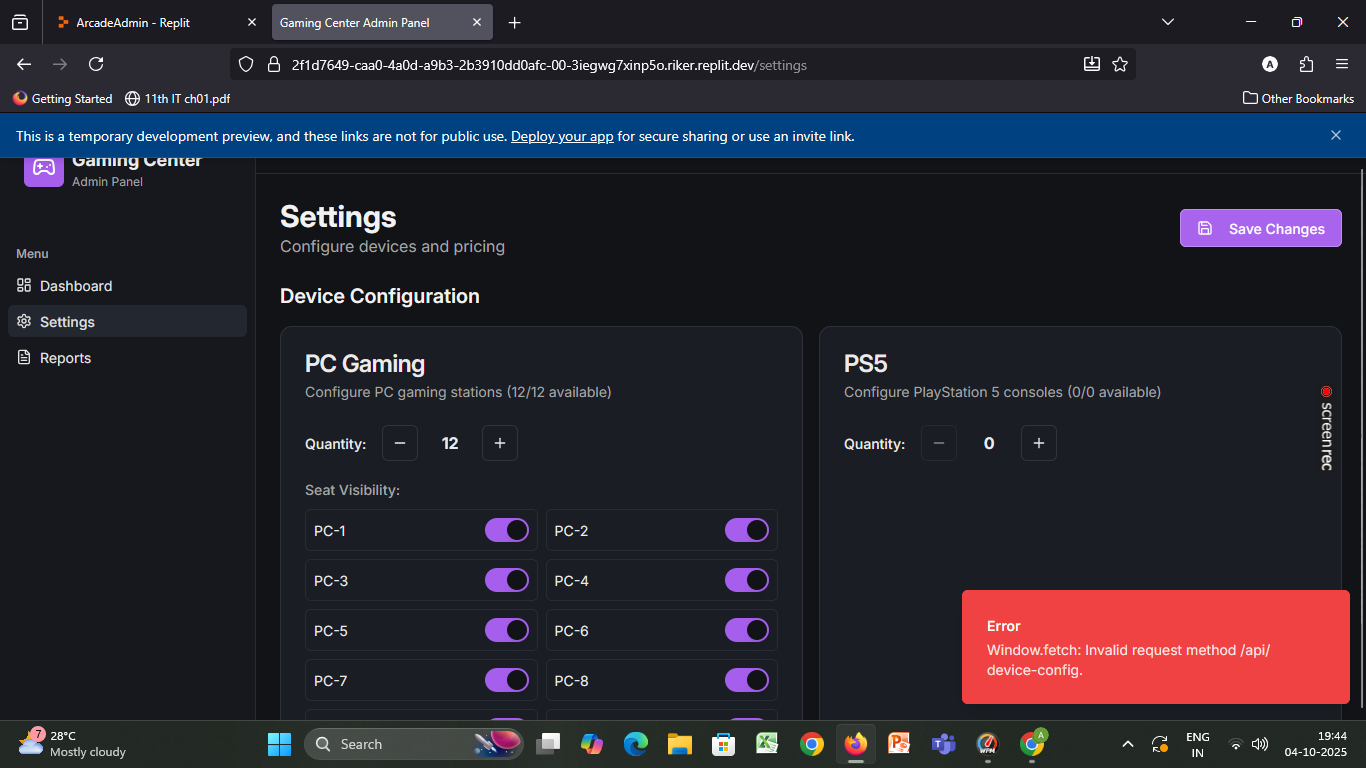 ArcadeAdmin - Replit
Gaming Center Admin Panel
2f1d7649-caa0-4a0d-a9b3-2b3910dd0afc-00-3iegwg7xinp5o.riker.replit.dev/settings
A
Getting Started
11th IT ch01.pdf
Other Bookmarks
This is a temporary development preview, and these links are not for public use. Deploy your app for secure sharing or use an invite link.
Gaming Center
Admin Panel
Menu
Dashboard
Settings
Reports
Settings
Configure devices and pricing
Save Changes
Device Configuration
PC Gaming
Configure PC gaming stations (12/12 available)
Quantity:
12
Seat Visibility:
PC-1
PC-2
PC-3
PC-4
PC-5
PC-6
PC-7
PC-8
PS5
Configure PlayStation 5 consoles (0/0 available)
Quantity:
0
screenrec
Error
Window.fetch: Invalid request method /api/
device-config.
7
28°C
Mostly cloudy
Search
WPM
A
ENG
IN
19:44
04-10-2025